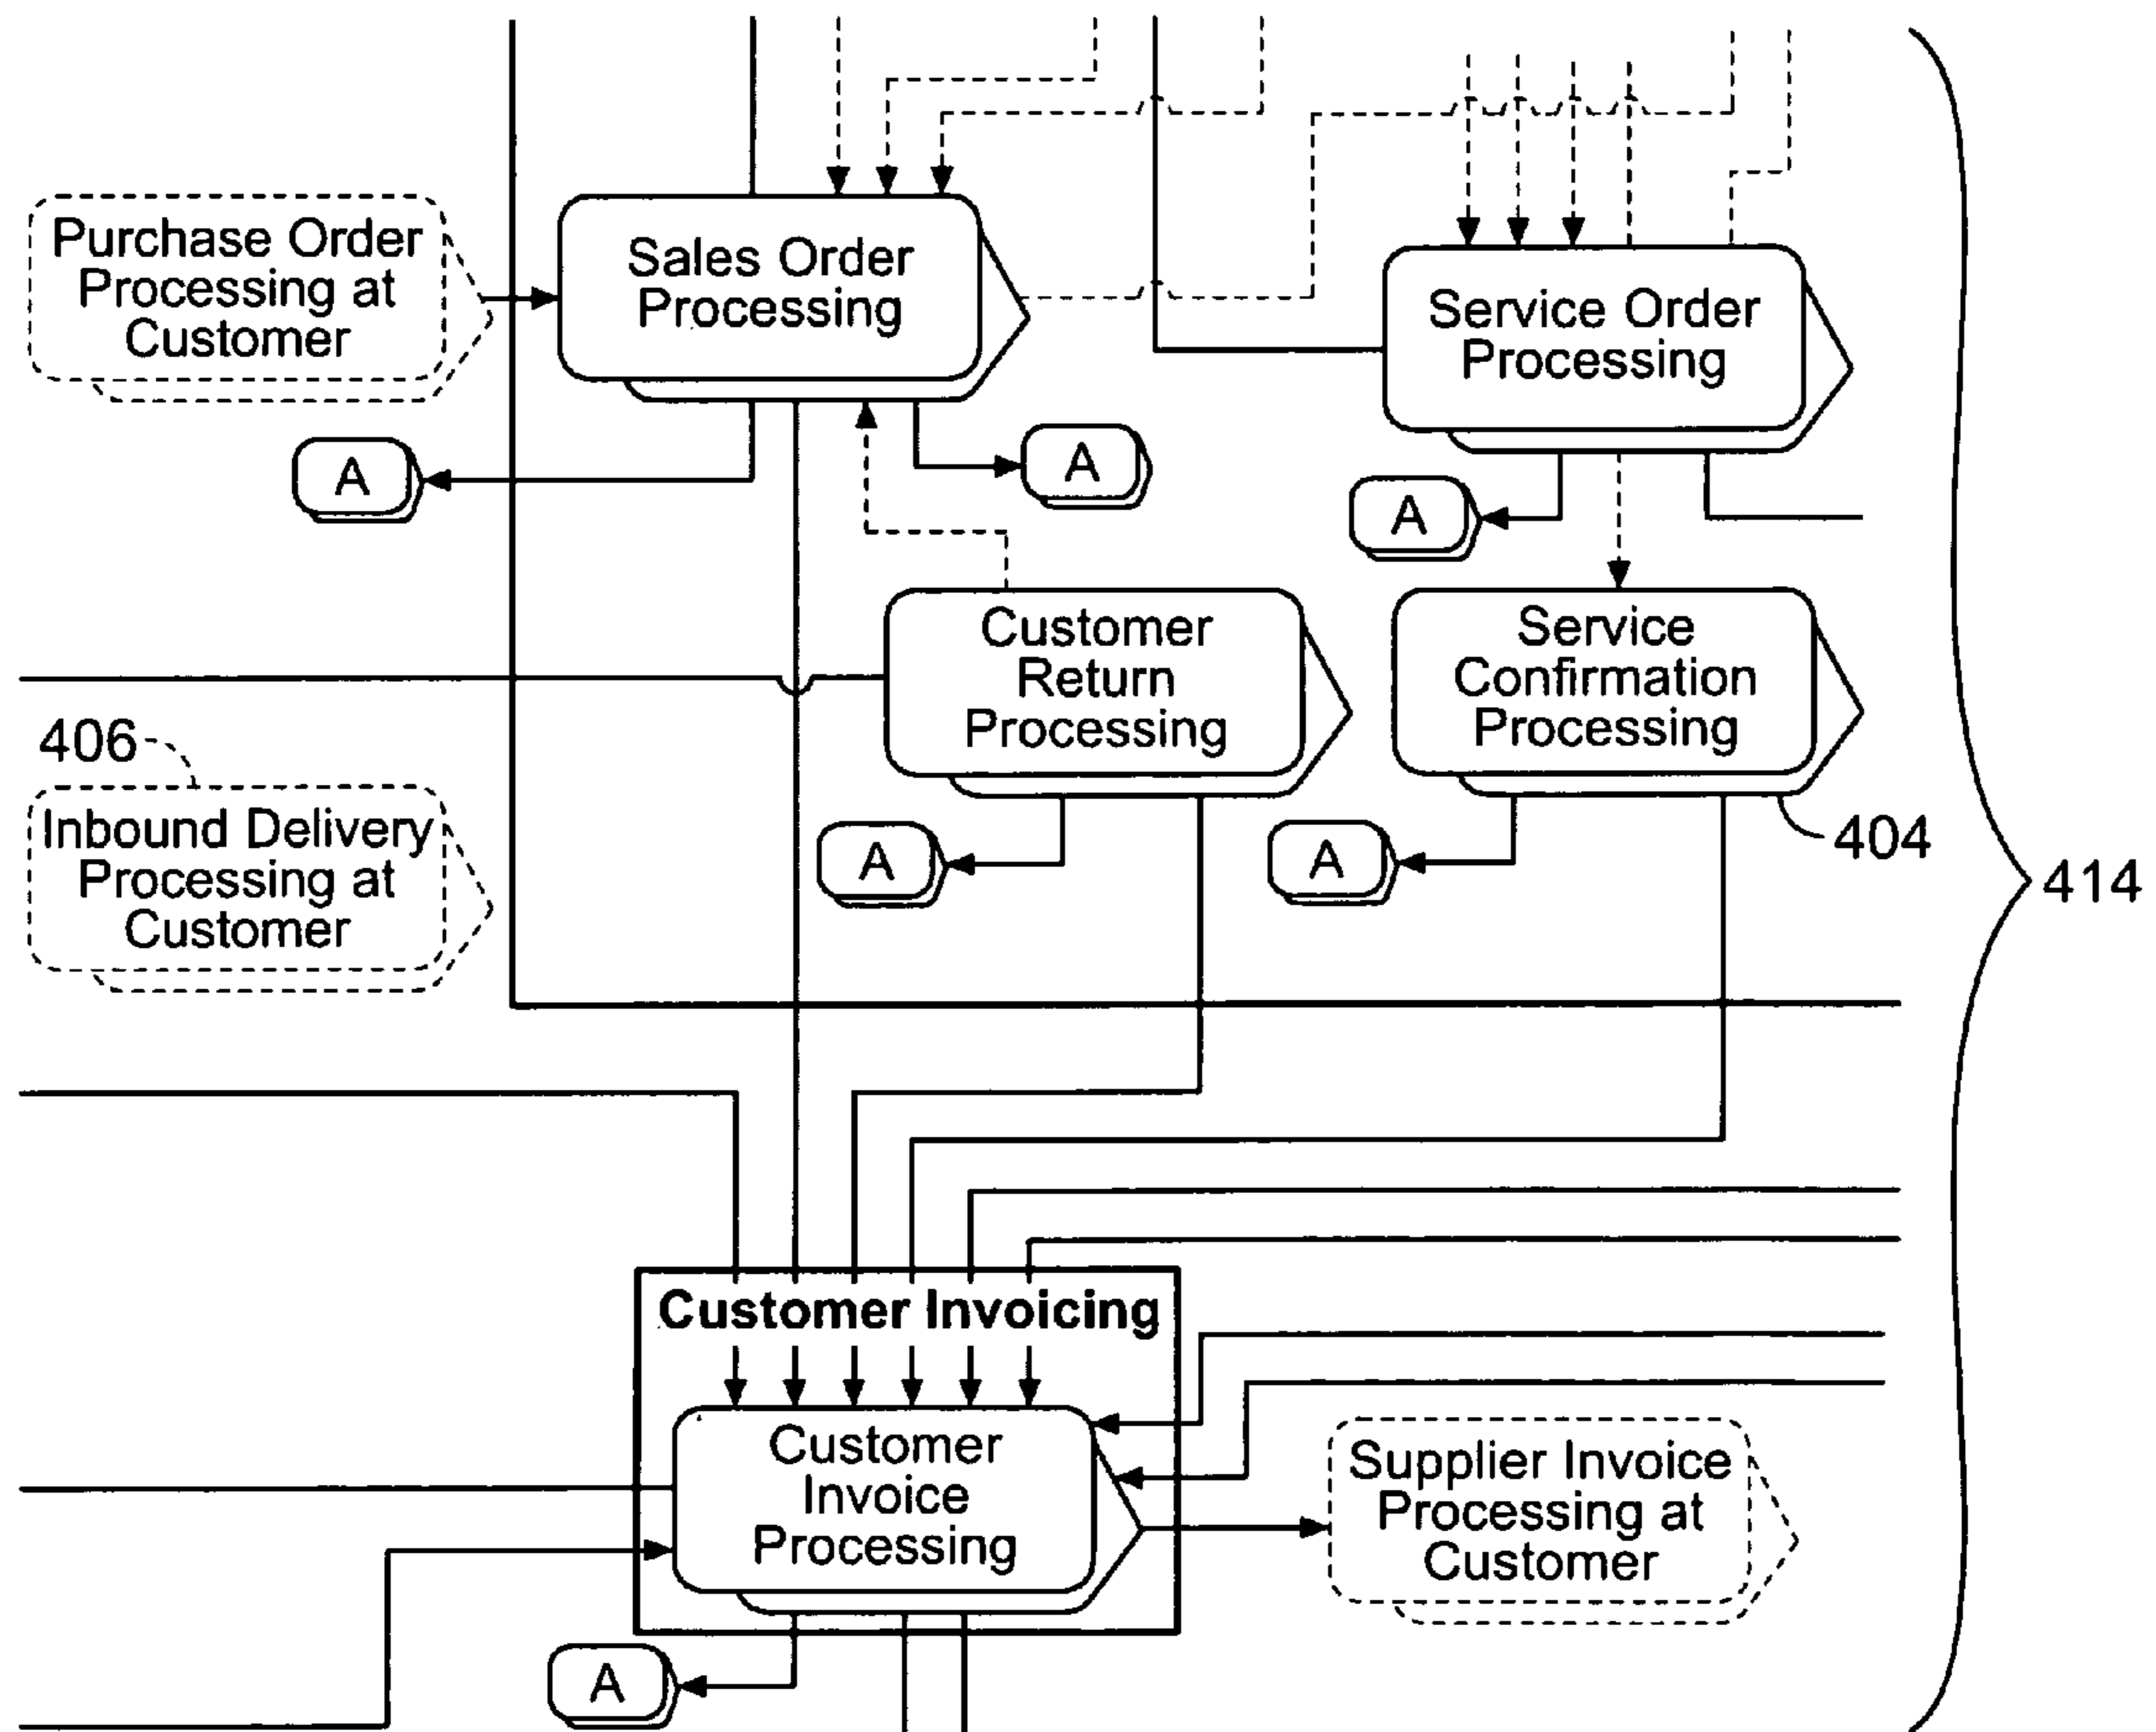 Purchase Order
Processing at
Customer
Sales Order
Processing
Service Order
Processing
A
A
A
Customer
Return
Processing
Service
Confirmation
Processing
406
Inbound Delivery
Processing at
Customer
A
A
404
414
Customer Invoicing
Customer
Invoice
Processing
Supplier Invoice
Processing at
Customer
A